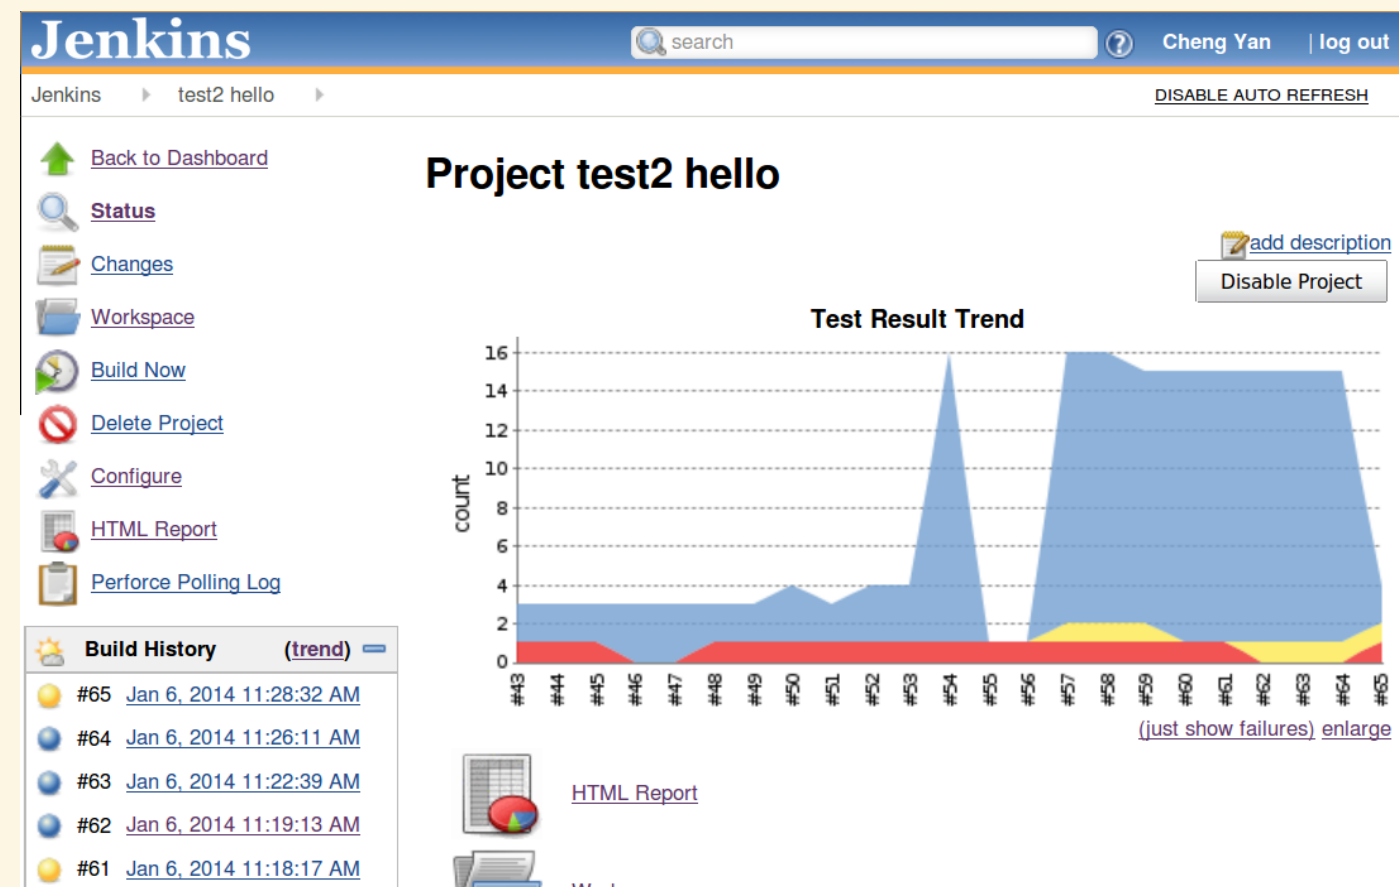 Jenkins
search
Cheng Yan | log out
Jenkins test2 hello
DISABLE AUTO REFRESH
Back to Dashboard
Status
Changes
Workspace
Build Now
Delete Project
Configure
HTML Report
Perforce Polling Log
Build History (trend)
#65 Jan 6, 2014 11:28:32 AM
#64 Jan 6, 2014 11:26:11 AM
#63 Jan 6, 2014 11:22:39 AM
#62 Jan 6, 2014 11:19:13 AM
#61 Jan 6, 2014 11:18:17 AM
Project test2 hello
add description
Disable Project
Test Result Trend
16
14
12
10
8
6
4
2
0
count
#43 #44 #45 #46 #47 #48 #49 #50 #51 #52 #53 #54 #55 #56 #57 #58 #59 #60 #61 #62 #63 #64 #65
(just show failures) enlarge
HTML Report